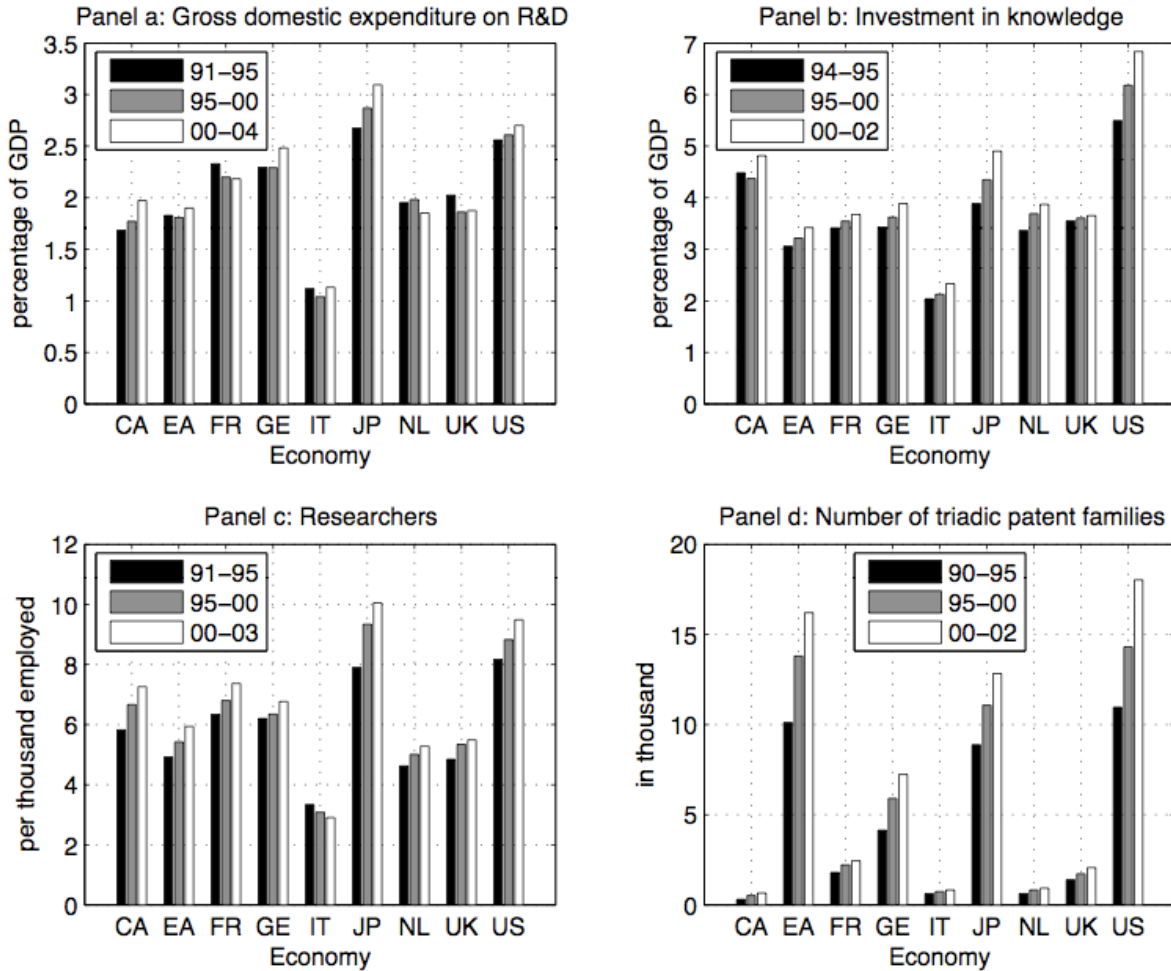 Panel a: Gross domestic expenditure on R&D
3.5
3
2.5
2
1.5
1
0.5
0
percentage of GDP
91−95
95−00
00−04
CA EA FR GE IT JP NL UK US
Economy
Panel b: Investment in knowledge
7
6
5
4
3
2
1
0
percentage of GDP
94−95
95−00
00−02
CA EA FR GE IT JP NL UK US
Economy
Panel c: Researchers
12
10
8
6
4
2
0
per thousand employed
91−95
95−00
00−03
CA EA FR GE IT JP NL UK US
Economy
Panel d: Number of triadic patent families
20
15
10
5
0
in thousand
90−95
95−00
00−02
CA EA FR GE IT JP NL UK US
Economy